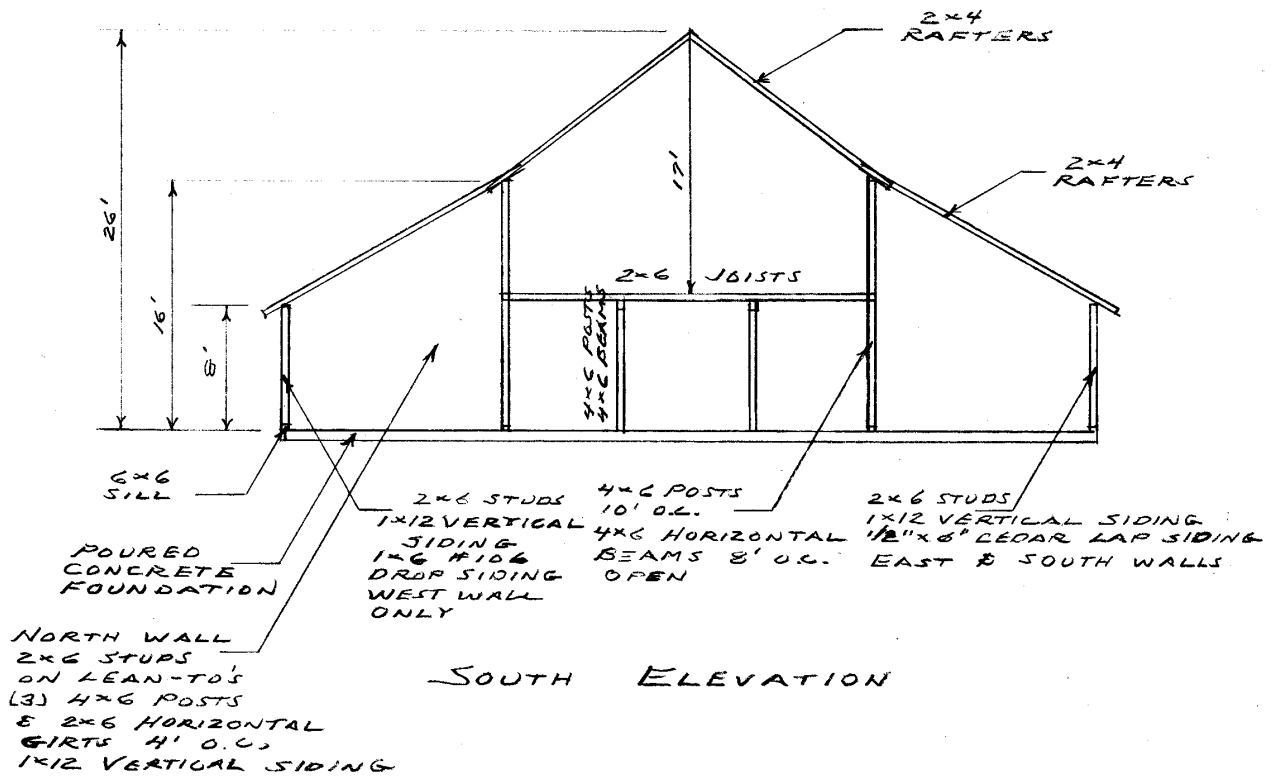 2×4
RAFTERS
2×4
RAFTERS
26'
16'
8'
17'
2×6 JOISTS
4×6 POSTS
4×6 BEAMS
6×6
SILL
POURED
CONCRETE
FOUNDATION
2×6 STUDS
1×12 VERTICAL
SIDING
1×6 #106
DROP SIDING
WEST WALL
ONLY
4×6 POSTS
10' O.C.
4×6 HORIZONTAL
BEAMS 8' O.C.
OPEN
2×6 STUDS
1×12 VERTICAL SIDING
1/2"×6" CEDAR LAP SIDING
EAST & SOUTH WALLS
NORTH WALL
2×6 STUDS
ON LEAN-TO'S
(3) 4×6 POSTS
& 2×6 HORIZONTAL
GIRTS 4' O.C.,
1×12 VERTICAL SIDING
SOUTH ELEVATION